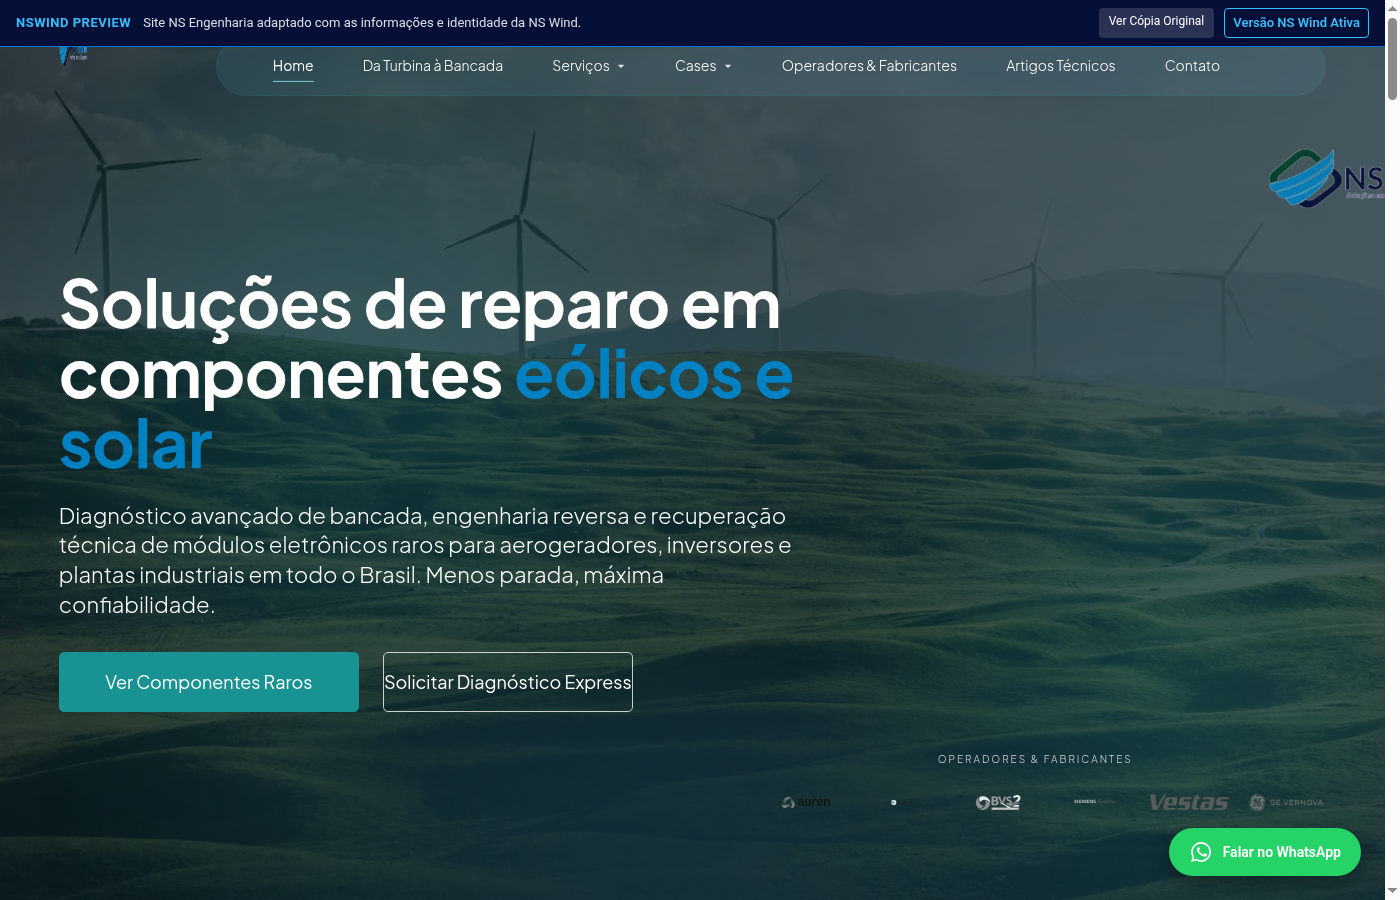 NSWIND PREVIEW Site NS Engenharia adaptado com as informações e identidade da NS Wind.
Ver Cópia Original
Versão NS Wind Ativa
Home
Da Turbina à Bancada
Serviços
Cases
Operadores & Fabricantes
Artigos Técnicos
Contato
NS
Soluções de reparo em
componentes eólicos e
solar
Diagnóstico avançado de bancada, engenharia reversa e recuperação
técnica de módulos eletrônicos raros para aerogeradores, inversores e
plantas industriais em todo o Brasil. Menos parada, máxima
confiabilidade.
Ver Componentes Raros
Solicitar Diagnóstico Express
OPERADORES & FABRICANTES
auren
BVS2
SIEMENS
Vestas
GE VERNOVA
Falar no WhatsApp